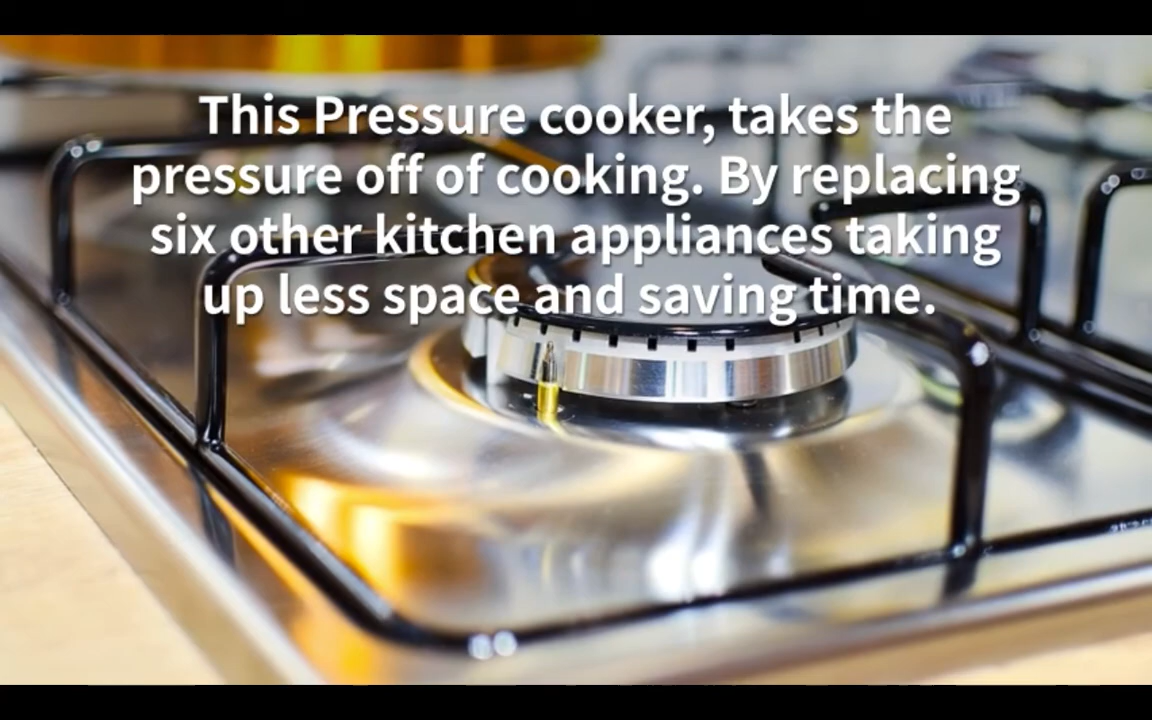 This Pressure cooker, takes the
pressure off of cooking. By replacing
six other kitchen appliances taking
up less space and saving time.